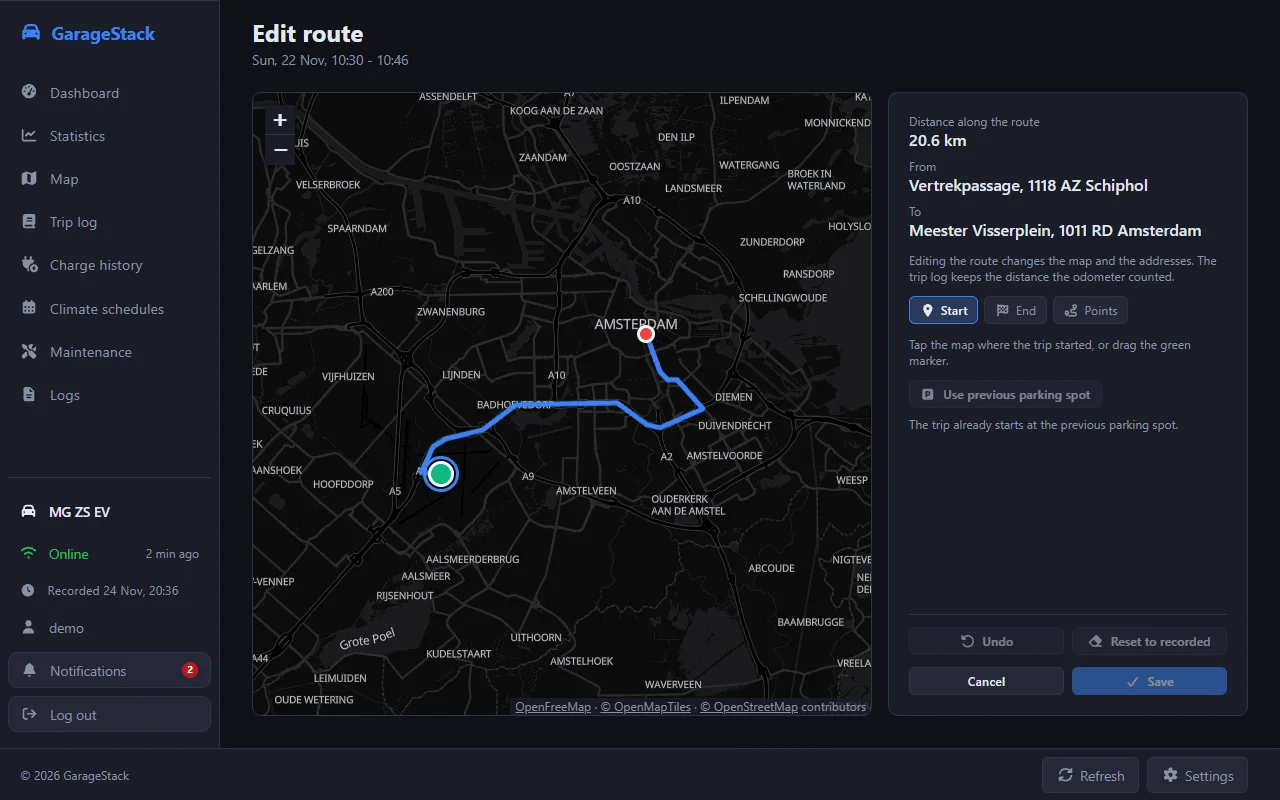 GarageStack
Dashboard
Statistics
Map
Trip log
Charge history
Climate schedules
Maintenance
Logs
MG ZS EV
Online
2 min ago
Recorded 24 Nov, 20:36
demo
Notifications
2
Log out
© 2026 GarageStack
Edit route
Sun, 22 Nov, 10:30 - 10:46
+
−
ASSENDELFT
KOOG AAN DE ZAAN
ILPENDAM
MONNICKEND
DEN ILP
ZAANDAM
OOSTZAAN
WATERGANG
BROEK IN
WATERLAND
VELSERBROEK
LANDSMEER
A10
SPAARNDAM
HOLYSLO
ZUNDERDORP
GELZANG
RANSDORP
AARLEM
A200
SCHELLINGWOUDE
ZWANENBURG
AMSTERDAM
VIJFHUIZEN
LIJNDEN
A10
DIEMEN
CRUQUIUS
BADHOEVEDORP
DUIVENDRECHT
A2
AMSTELVOORDE
AANSHOEK
HOOFDDORP
A5
A9
AMSTELVEEN
WEESP
OUDERKERK
AAN DE AMSTEL
AALSMEERDERBRUG
NIGTEVE
ABCOUDE
AALSMEER
-VENNEP
RIJSENHOUT
BAAMBRUGGE
Grote Poel
UITHOORN
KUDELSTAART
A44
AMSTELHOEK
VREELA
LEIMUIDEN
WAVERVEEN
OUDE WETERING
OpenFreeMap · © OpenMapTiles · © OpenStreetMap contributors
Distance along the route
20.6 km
From
Vertrekpassage, 1118 AZ Schiphol
To
Meester Visserplein, 1011 RD Amsterdam
Editing the route changes the map and the addresses. The
trip log keeps the distance the odometer counted.
Start
End
Points
Tap the map where the trip started, or drag the green
marker.
Use previous parking spot
The trip already starts at the previous parking spot.
Undo
Reset to recorded
Cancel
Save
Refresh
Settings